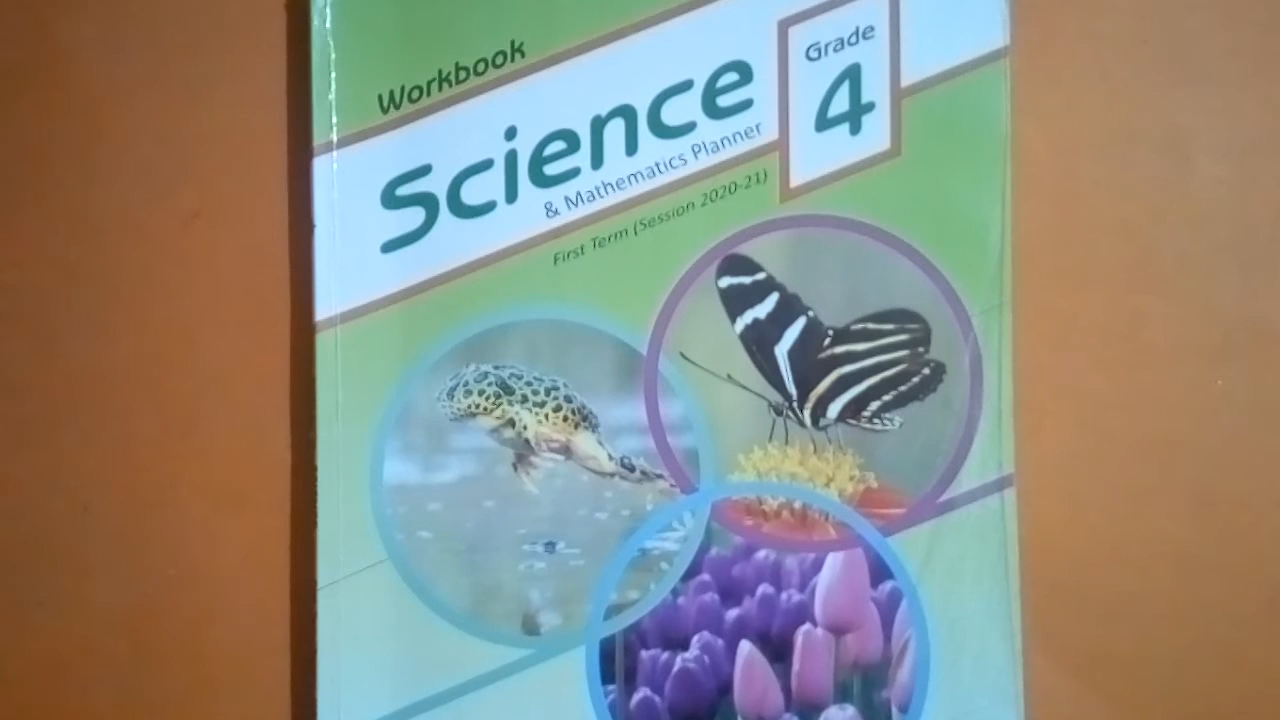 Workbook
Science
& Mathematics Planner
Grade
4
First Term (Session 2020-21)